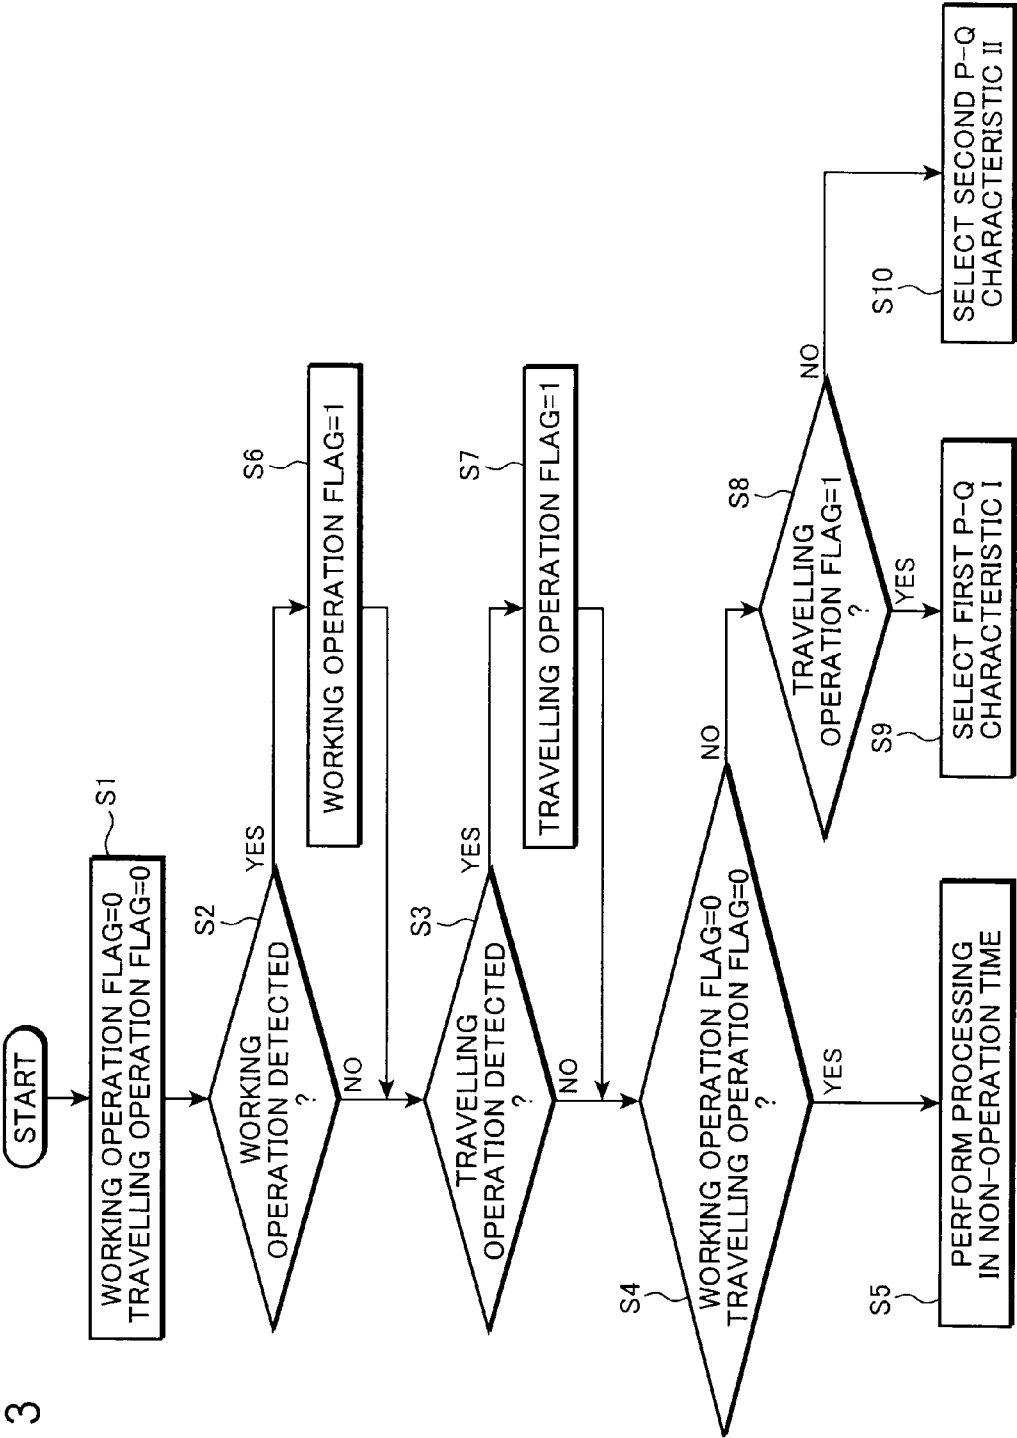 3
START
WORKING OPERATION FLAG=0
TRAVELLING OPERATION FLAG=0
S1
WORKING
OPERATION DETECTED
?
S2
YES
NO
WORKING OPERATION FLAG=1
S6
TRAVELLING
OPERATION DETECTED
?
S3
YES
NO
TRAVELLING OPERATION FLAG=1
S7
WORKING OPERATION FLAG=0
TRAVELLING OPERATION FLAG=0
?
S4
NO
YES
TRAVELLING
OPERATION FLAG=1
?
S8
NO
YES
PERFORM PROCESSING
IN NON-OPERATION TIME
S5
SELECT FIRST P-Q
CHARACTERISTIC I
S9
SELECT SECOND P-Q
CHARACTERISTIC II
S10